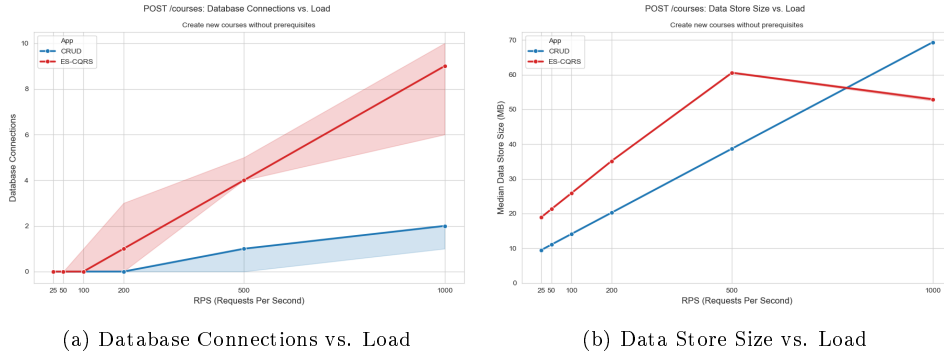 POST /courses: Database Connections vs. Load
Create new courses without prerequisites
App
CRUD
ES-CQRS
Database Connections
10
8
6
4
2
0
25 50 100 200 500 1000
RPS (Requests Per Second)
(a) Database Connections vs. Load
POST /courses: Data Store Size vs. Load
Create new courses without prerequisites
App
CRUD
ES-CQRS
Median Data Store Size (MB)
70
60
50
40
30
20
10
0
25 50 100 200 500 1000
RPS (Requests Per Second)
(b) Data Store Size vs. Load